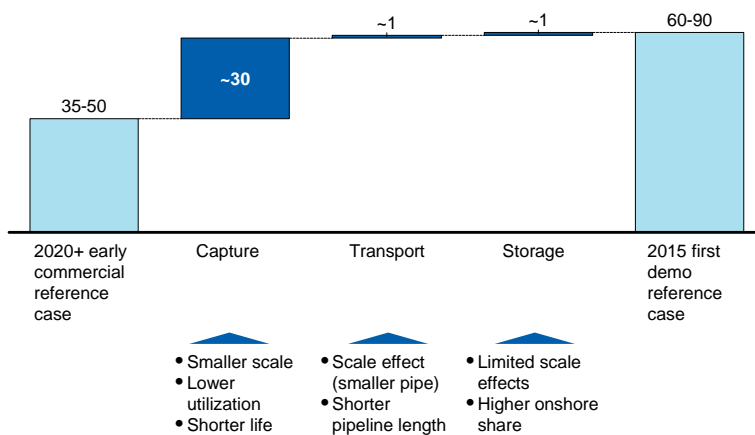 ~1
~1
60-90
~30
35-50
2020+ early
commercial
reference
case
Capture
Transport
Storage
2015 first
demo
reference
case
• Smaller scale
• Lower
utilization
• Shorter life
• Scale effect
(smaller pipe)
• Shorter
pipeline length
• Limited scale
effects
• Higher onshore
share